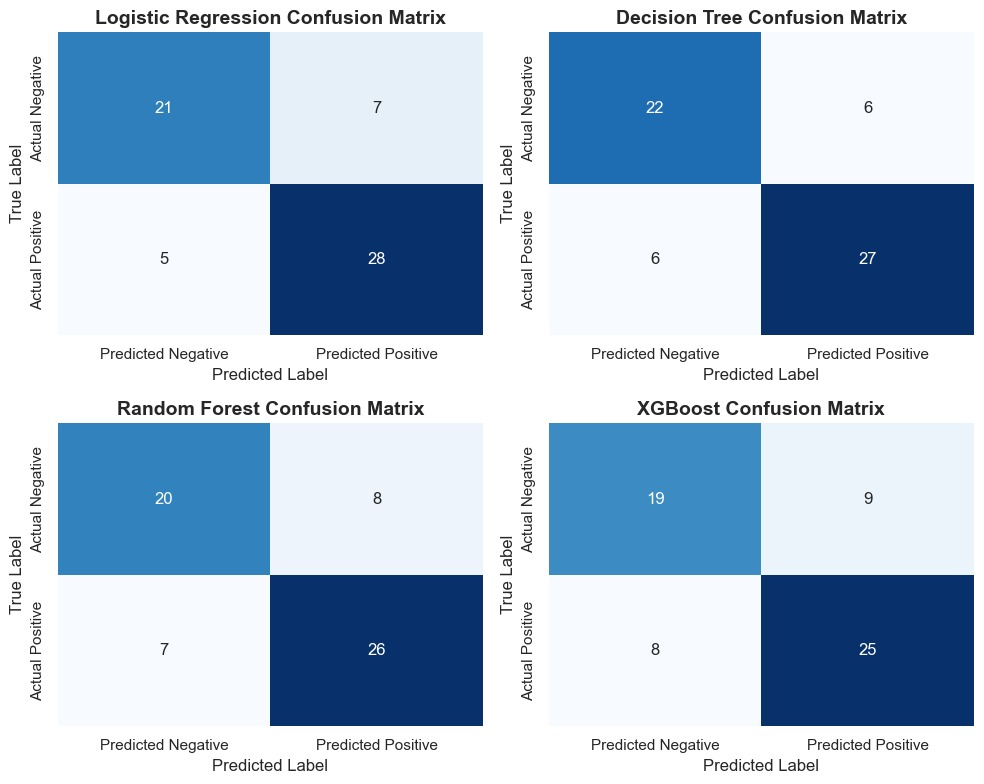 Logistic Regression Confusion Matrix
True Label
Actual Negative
Actual Positive
21
7
5
28
Predicted Negative
Predicted Positive
Predicted Label
Decision Tree Confusion Matrix
True Label
Actual Negative
Actual Positive
22
6
6
27
Predicted Negative
Predicted Positive
Predicted Label
Random Forest Confusion Matrix
True Label
Actual Negative
Actual Positive
20
8
7
26
Predicted Negative
Predicted Positive
Predicted Label
XGBoost Confusion Matrix
True Label
Actual Negative
Actual Positive
19
9
8
25
Predicted Negative
Predicted Positive
Predicted Label